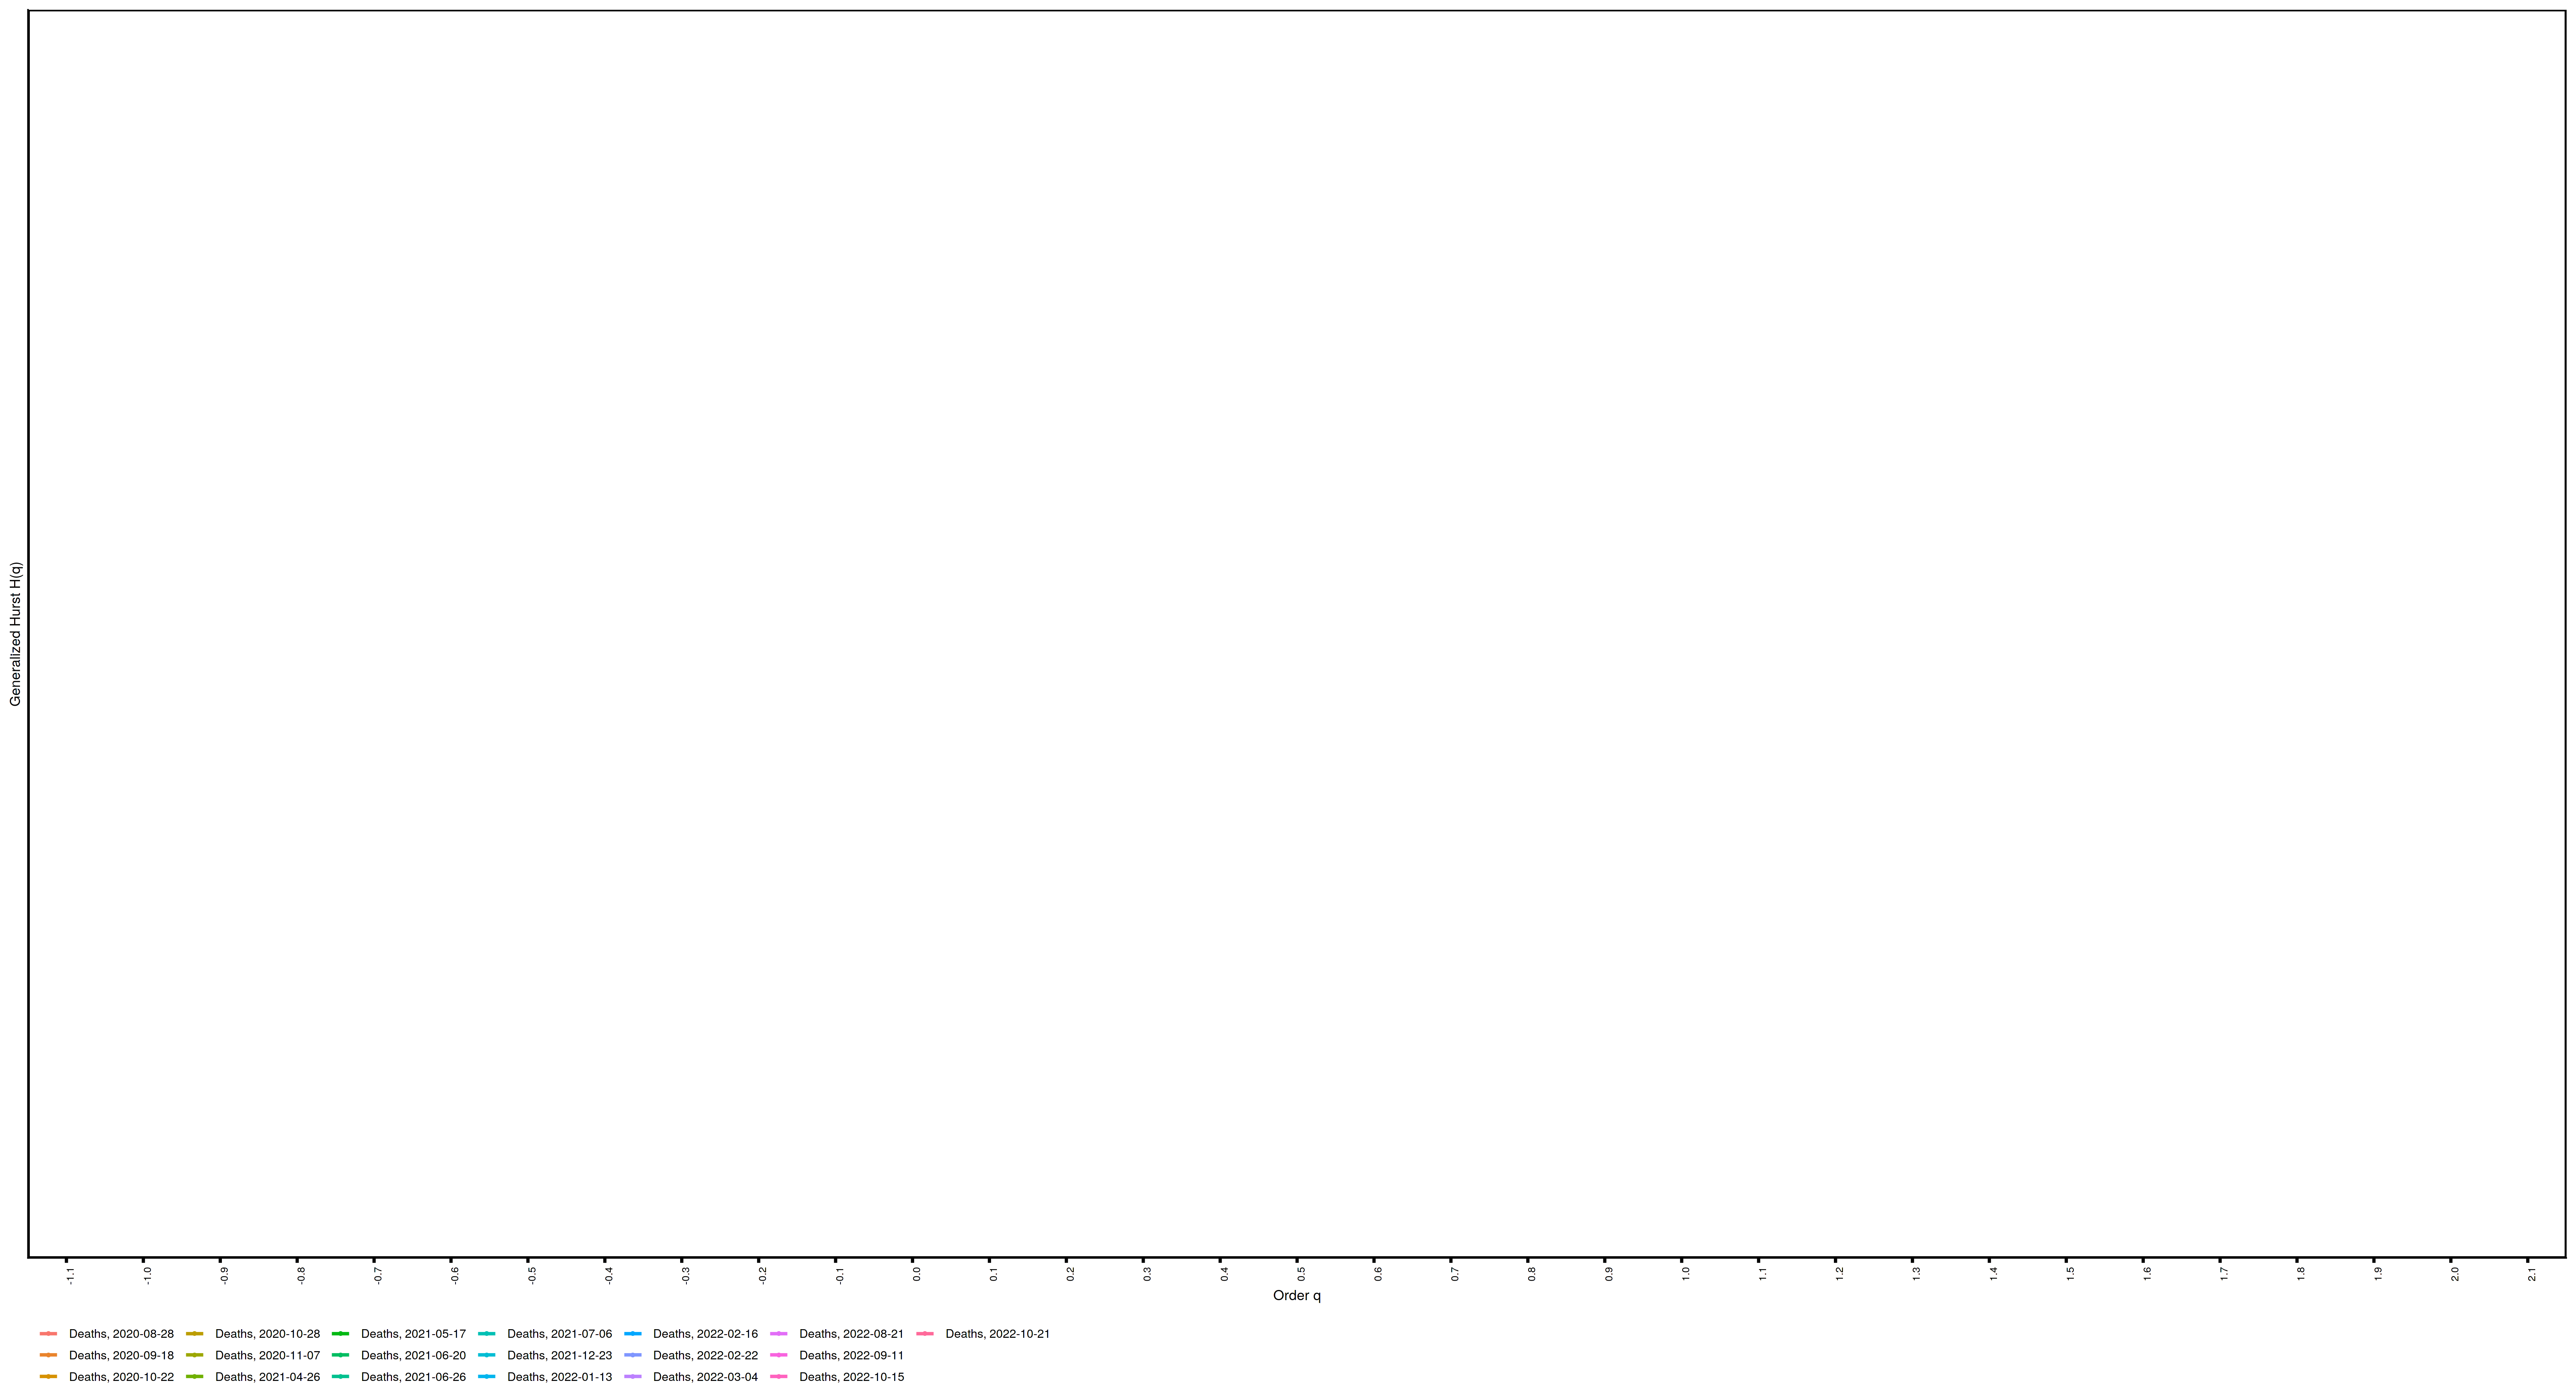 Generalized Hurst H(q)
-1.1 -1.0 -0.9 -0.8 -0.7 -0.6 -0.5 -0.4 -0.3 -0.2 -0.1 0.0 0.1 0.2 0.3 0.4 0.5 0.6 0.7 0.8 0.9 1.0 1.1 1.2 1.3 1.4 1.5 1.6 1.7 1.8 1.9 2.0 2.1
Order q
Deaths, 2020-08-28 Deaths, 2020-10-28 Deaths, 2021-05-17 Deaths, 2021-07-06 Deaths, 2022-02-16 Deaths, 2022-08-21 Deaths, 2022-10-21
Deaths, 2020-09-18 Deaths, 2020-11-07 Deaths, 2021-06-20 Deaths, 2021-12-23 Deaths, 2022-02-22 Deaths, 2022-09-11
Deaths, 2020-10-22 Deaths, 2021-04-26 Deaths, 2021-06-26 Deaths, 2022-01-13 Deaths, 2022-03-04 Deaths, 2022-10-15